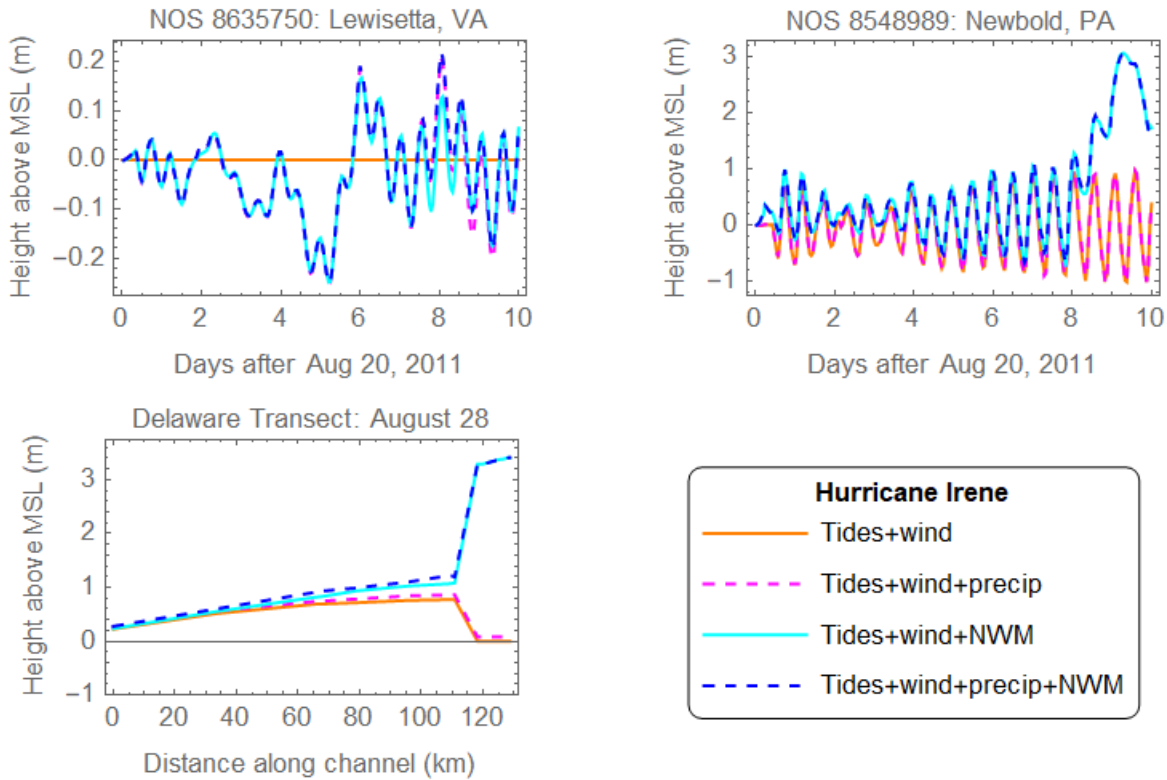 NOS 8635750: Lewisetta, VA
Height above MSL (m)
0.2
0.1
0.0
−0.1
−0.2
0 2 4 6 8 10
Days after Aug 20, 2011
NOS 8548989: Newbold, PA
Height above MSL (m)
3
2
1
0
−1
0 2 4 6 8 10
Days after Aug 20, 2011
Delaware Transect: August 28
Height above MSL (m)
3
2
1
0
−1
0 20 40 60 80 100 120
Distance along channel (km)
Hurricane Irene
Tides+wind
Tides+wind+precip
Tides+wind+NWM
Tides+wind+precip+NWM